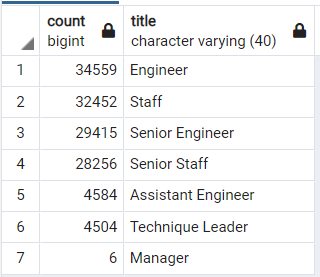 count title
bigint character varying (40)
1 34559 Engineer
2 32452 Staff
3 29415 Senior Engineer
4 28256 Senior Staff
5 4584 Assistant Engineer
6 4504 Technique Leader
7 6 Manager